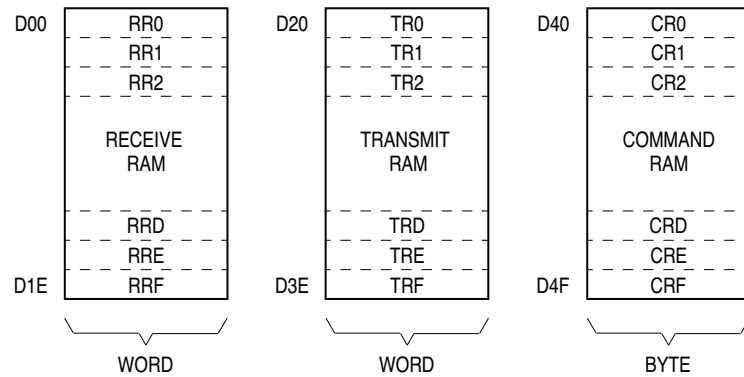 D00 RR0 D20 TR0 D40 CR0
RR1 TR1 CR1
RR2 TR2 CR2
RECEIVE TRANSMIT COMMAND
RAM RAM RAM
RRD TRD CRD
RRE TRE CRE
D1E RRF D3E TRF D4F CRF
WORD WORD BYTE